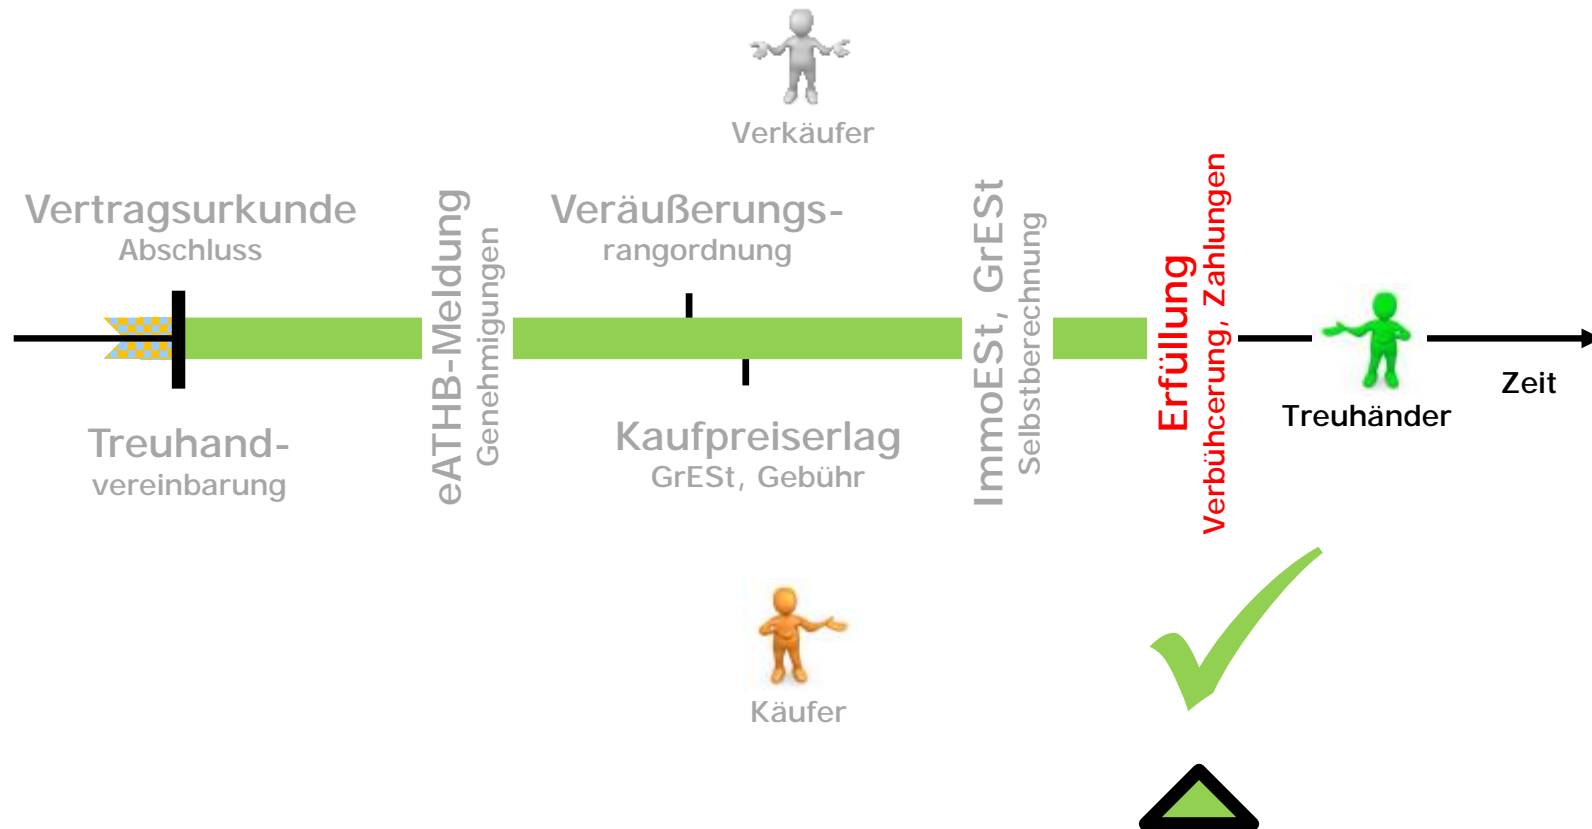 Verkäufer
Vertragsurkunde
Abschluss
Treuhand-
vereinbarung
eATHB-Meldung
Genehmigungen
Veräußerungs-
rangordnung
Kaufpreiserlag
GrESt, Gebühr
ImmoESt, GrESt
Selbstberechnung
Erfüllung
Verbühcerung, Zahlungen
Treuhänder
Zeit
Käufer